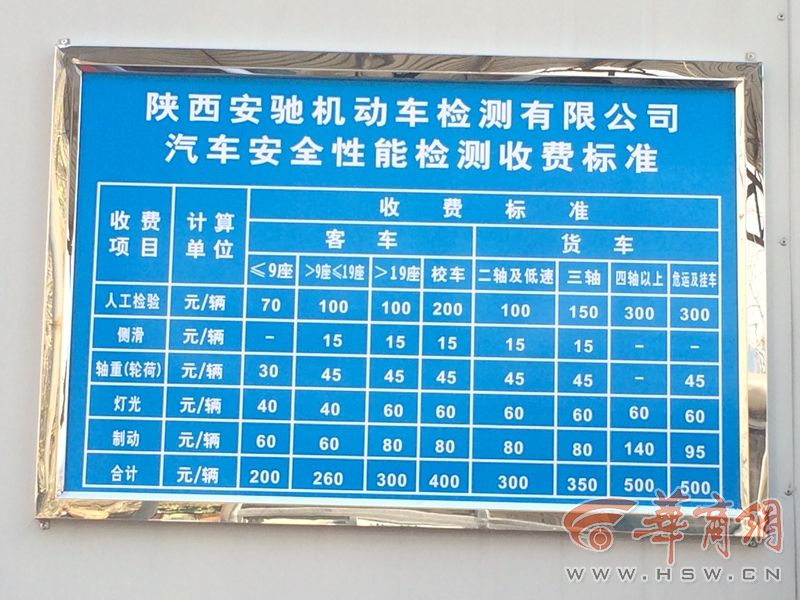 陕西安驰机动车检测有限公司
汽车安全性能检测收费标准
收费项目 计算单位 收费标准
客车 货车
≤9座 >9座≤19座 >19座 校车 二轴及低速 三轴 四轴以上 危运及挂车
人工检验 元/辆 70 100 100 200 100 150 300 300
侧滑 元/辆 - 15 15 15 15 15 - -
轴重(轮荷) 元/辆 30 45 45 45 45 45 - 45
灯光 元/辆 40 40 60 60 60 60 60 60
制动 元/辆 60 60 80 80 80 80 140 95
合计 元/辆 200 260 300 400 300 350 500 500
华商网
WWW.HSW.CN